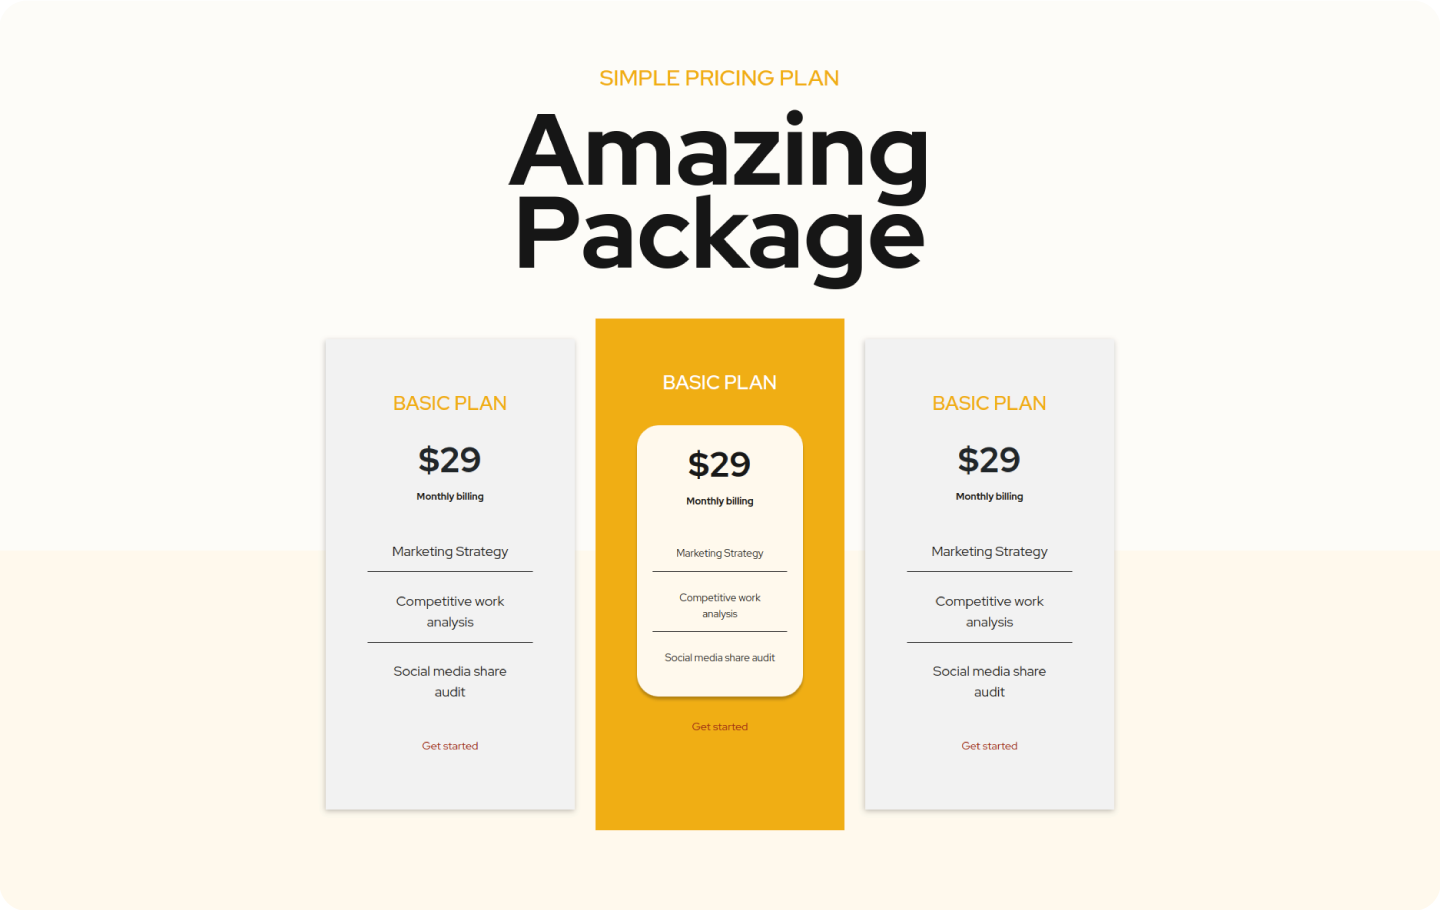 SIMPLE PRICING PLAN
Amazing
Package
BASIC PLAN
$29
Monthly billing
Marketing Strategy
Competitive work
analysis
Social media share
audit
Get started
BASIC PLAN
$29
Monthly billing
Marketing Strategy
Competitive work
analysis
Social media share audit
Get started
BASIC PLAN
$29
Monthly billing
Marketing Strategy
Competitive work
analysis
Social media share
audit
Get started